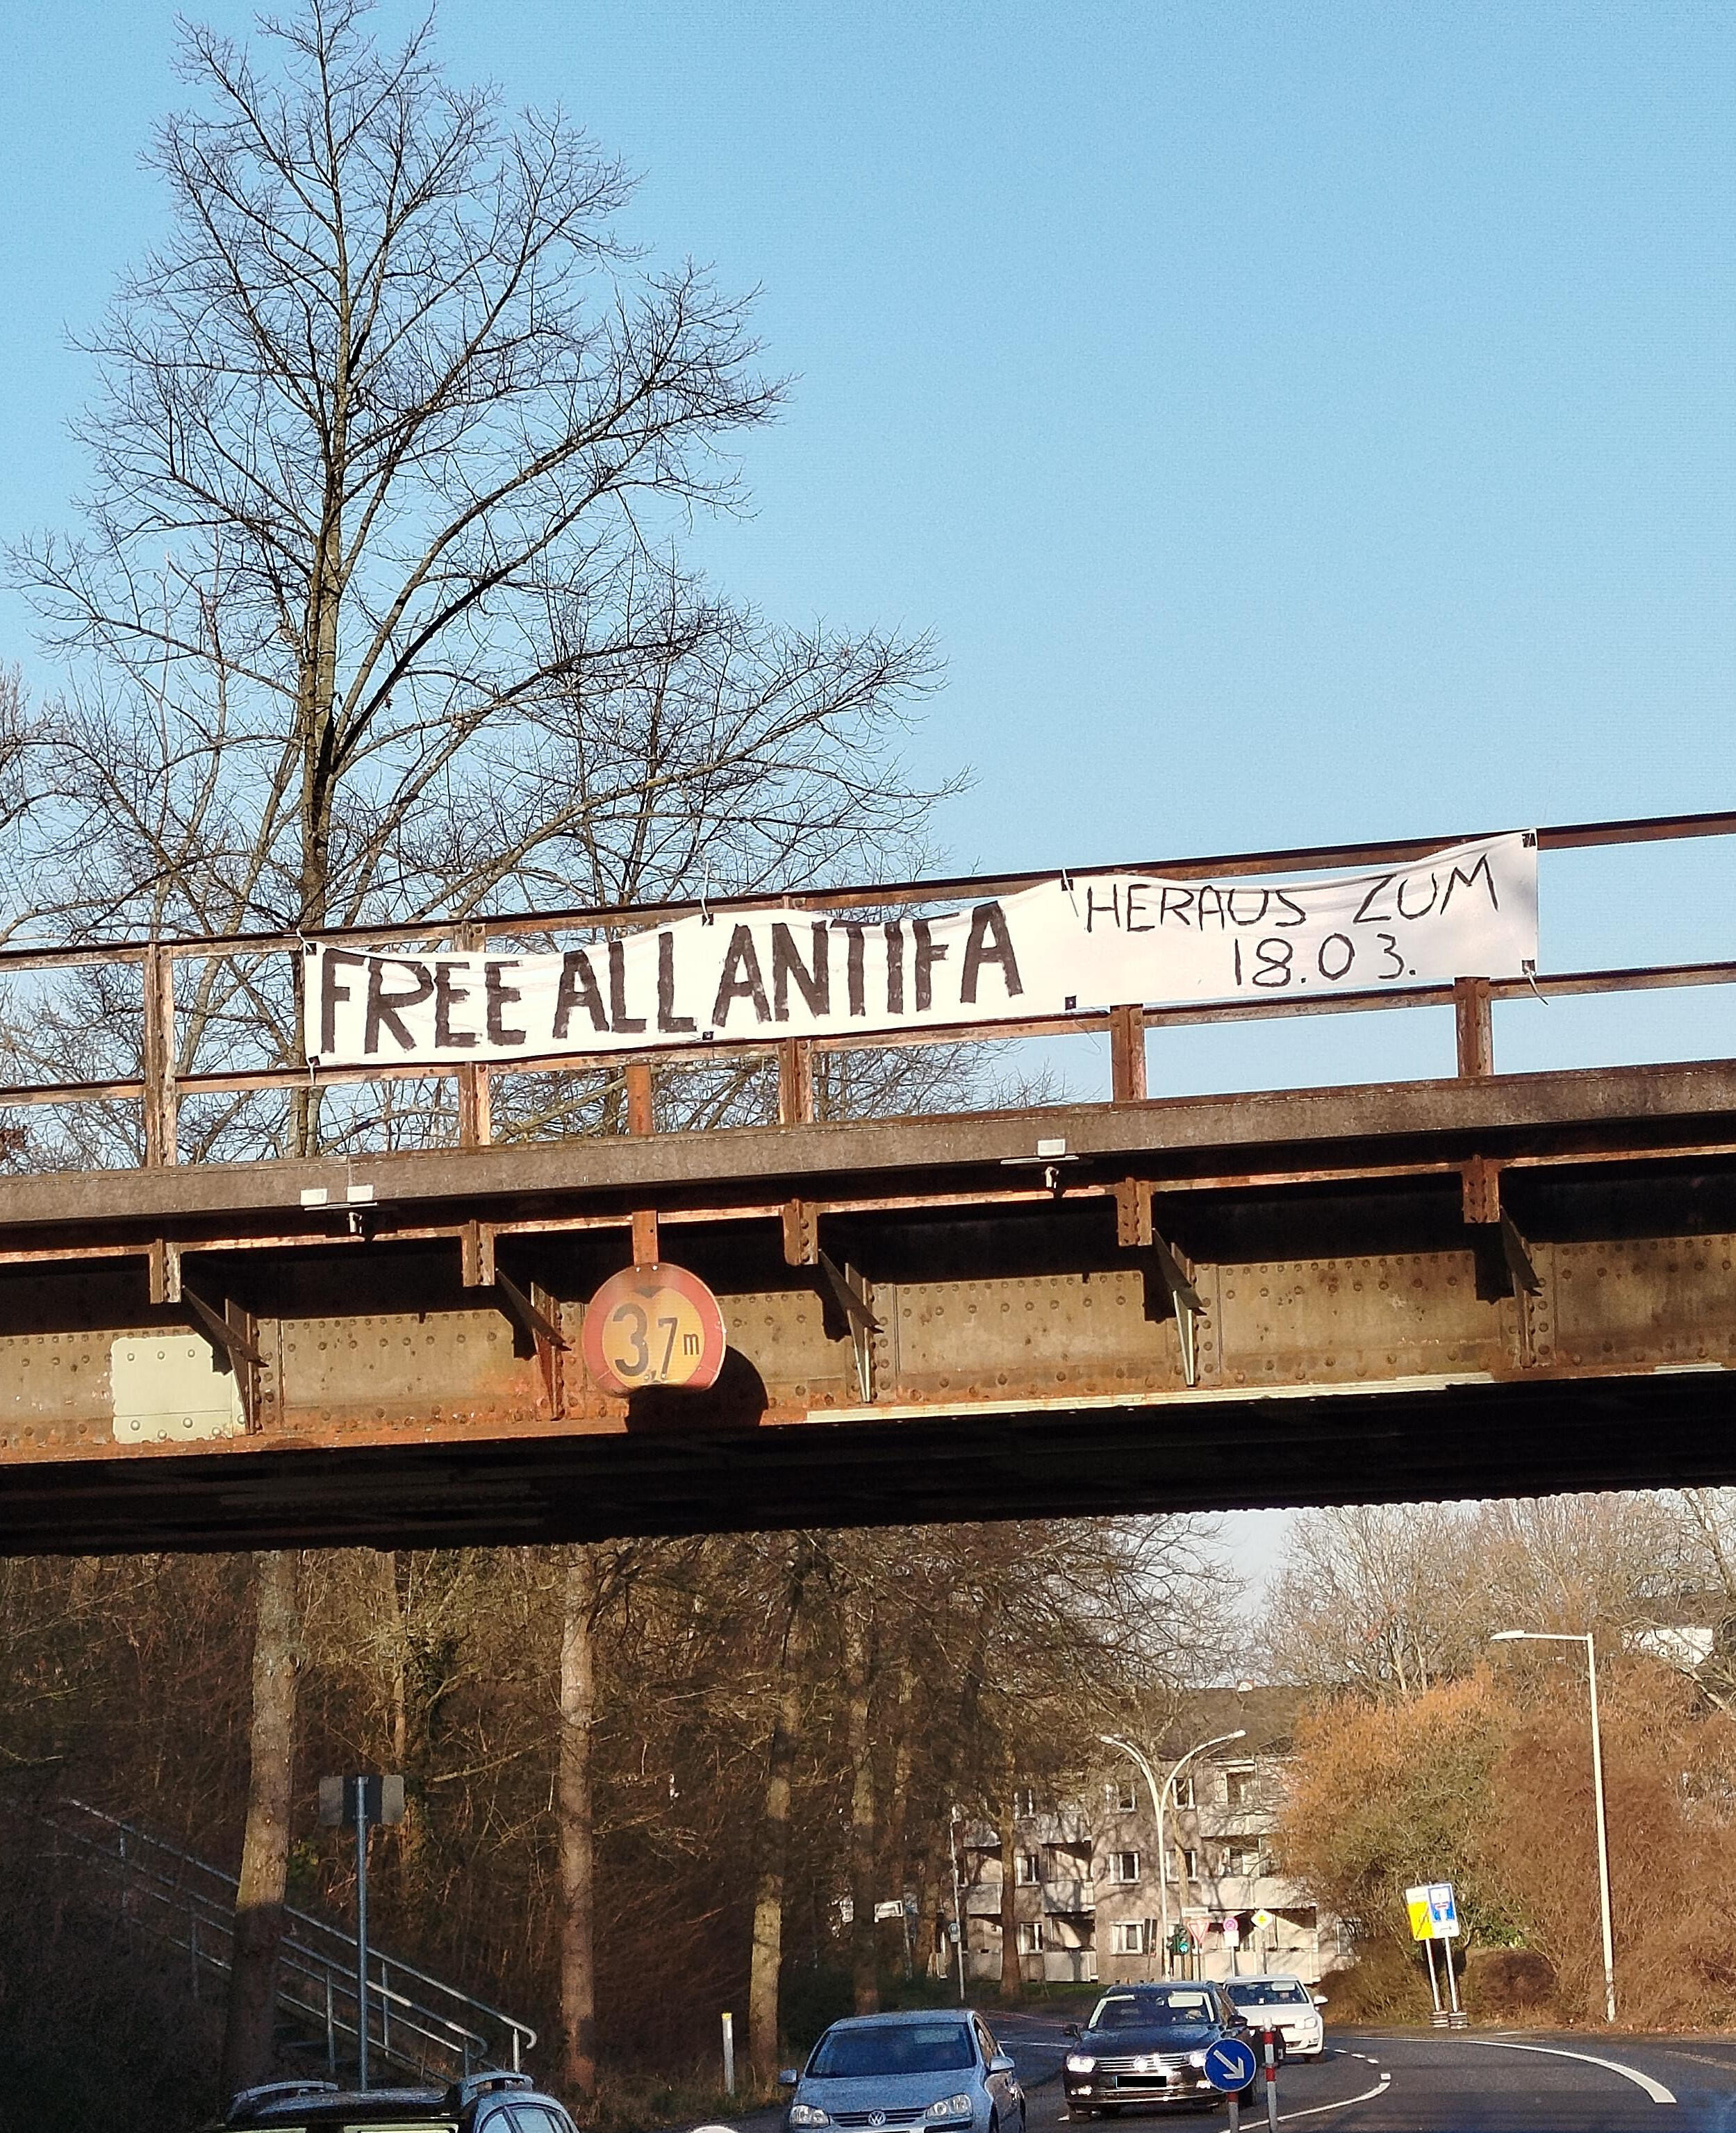 FREE ALL ANTIFA
HERAUS ZUM
18.03.
3,7m